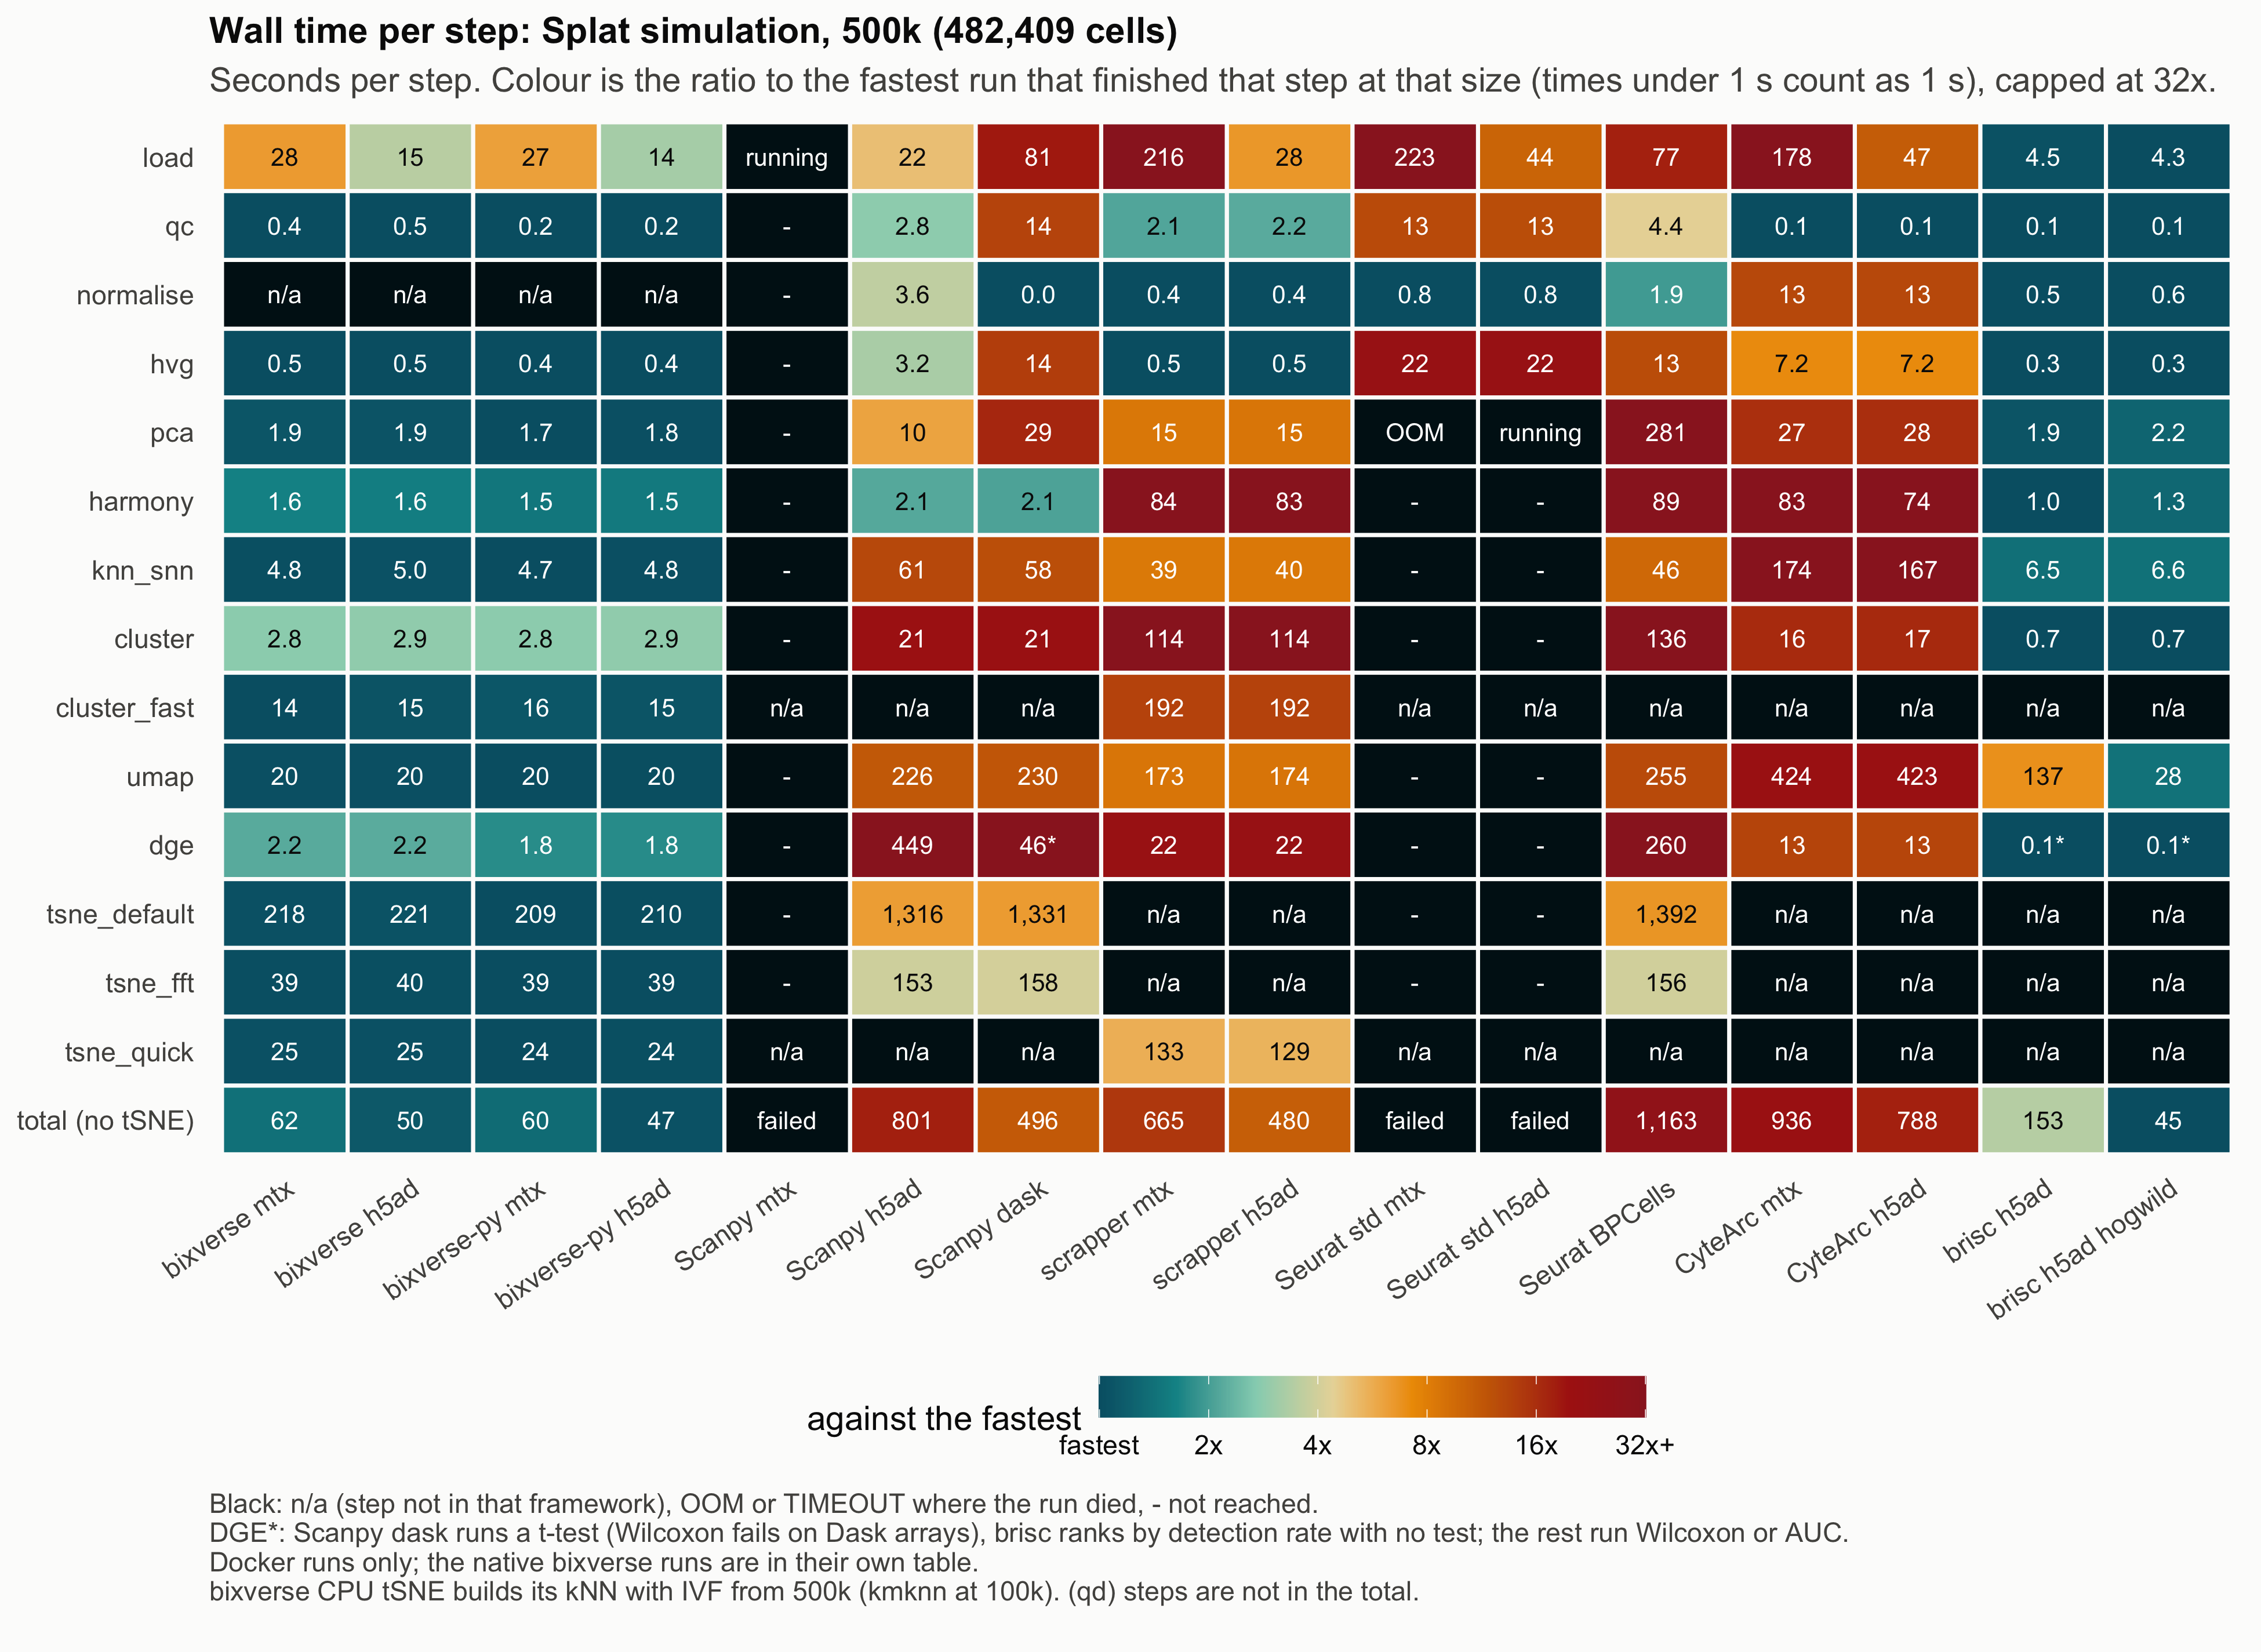 Wall time per step: Splat simulation, 500k (482,409 cells)
Seconds per step. Colour is the ratio to the fastest run that finished that step at that size (times under 1 s count as 1 s), capped at 32x.
load 28 15 27 14 running 22 81 216 28 223 44 77 178 47 4.5 4.3
qc 0.4 0.5 0.2 0.2 - 2.8 14 2.1 2.2 13 13 4.4 0.1 0.1 0.1 0.1
normalise n/a n/a n/a n/a - 3.6 0.0 0.4 0.4 0.8 0.8 1.9 13 13 0.5 0.6
hvg 0.5 0.5 0.4 0.4 - 3.2 14 0.5 0.5 22 22 13 7.2 7.2 0.3 0.3
pca 1.9 1.9 1.7 1.8 - 10 29 15 15 OOM running 281 27 28 1.9 2.2
harmony 1.6 1.6 1.5 1.5 - 2.1 2.1 84 83 - - 89 83 74 1.0 1.3
knn_snn 4.8 5.0 4.7 4.8 - 61 58 39 40 - - 46 174 167 6.5 6.6
cluster 2.8 2.9 2.8 2.9 - 21 21 114 114 - - 136 16 17 0.7 0.7
cluster_fast 14 15 16 15 n/a n/a n/a 192 192 n/a n/a n/a n/a n/a n/a n/a
umap 20 20 20 20 - 226 230 173 174 - - 255 424 423 137 28
dge 2.2 2.2 1.8 1.8 - 449 46* 22 22 - - 260 13 13 0.1* 0.1*
tsne_default 218 221 209 210 - 1,316 1,331 n/a n/a - - 1,392 n/a n/a n/a n/a
tsne_fft 39 40 39 39 - 153 158 n/a n/a - - 156 n/a n/a n/a n/a
tsne_quick 25 25 24 24 n/a n/a n/a 133 129 n/a n/a n/a n/a n/a n/a n/a
total (no tSNE) 62 50 60 47 failed 801 496 665 480 failed failed 1,163 936 788 153 45
bixverse mtx
bixverse h5ad
bixverse-py mtx
bixverse-py h5ad
Scanpy mtx
Scanpy h5ad
Scanpy dask
scrapper mtx
scrapper h5ad
Seurat std mtx
Seurat std h5ad
Seurat BPCells
CyteArc mtx
CyteArc h5ad
brisc h5ad
brisc h5ad hogwild
against the fastest
fastest 2x 4x 8x 16x 32x+
Black: n/a (step not in that framework), OOM or TIMEOUT where the run died, - not reached.
DGE*: Scanpy dask runs a t-test (Wilcoxon fails on Dask arrays), brisc ranks by detection rate with no test; the rest run Wilcoxon or AUC.
Docker runs only; the native bixverse runs are in their own table.
bixverse CPU tSNE builds its kNN with IVF from 500k (kmknn at 100k). (qd) steps are not in the total.